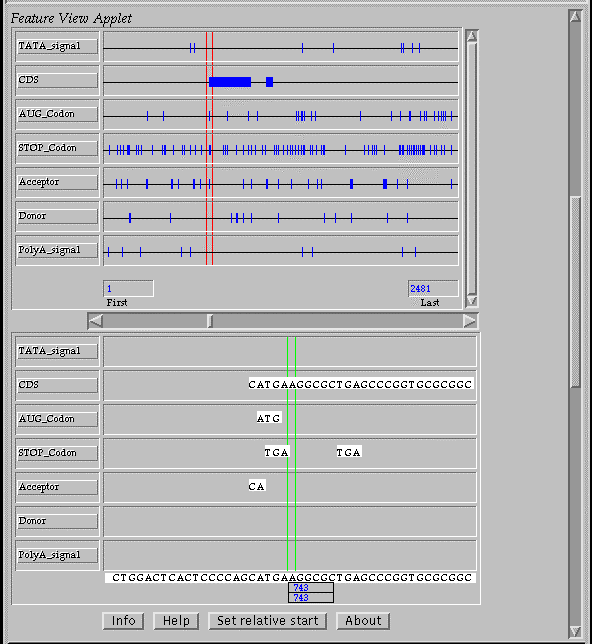 Feature View Applet
TATA_signal
CDS
AUG_Codon
STOP_Codon
Acceptor
Donor
PolyA_signal
1 2481
First Last
TATA_signal
CDS CATGAAGGCGCTGAGCCCGGTGCGCGGC
AUG_Codon ATG
STOP_Codon TGA TGA
Acceptor CA
Donor
PolyA_signal
CTGGACTCACTCCCCAGCATGAAGGCGCTGAGCCCGGTGCGCGGC
743
743
Info Help Set relative start About